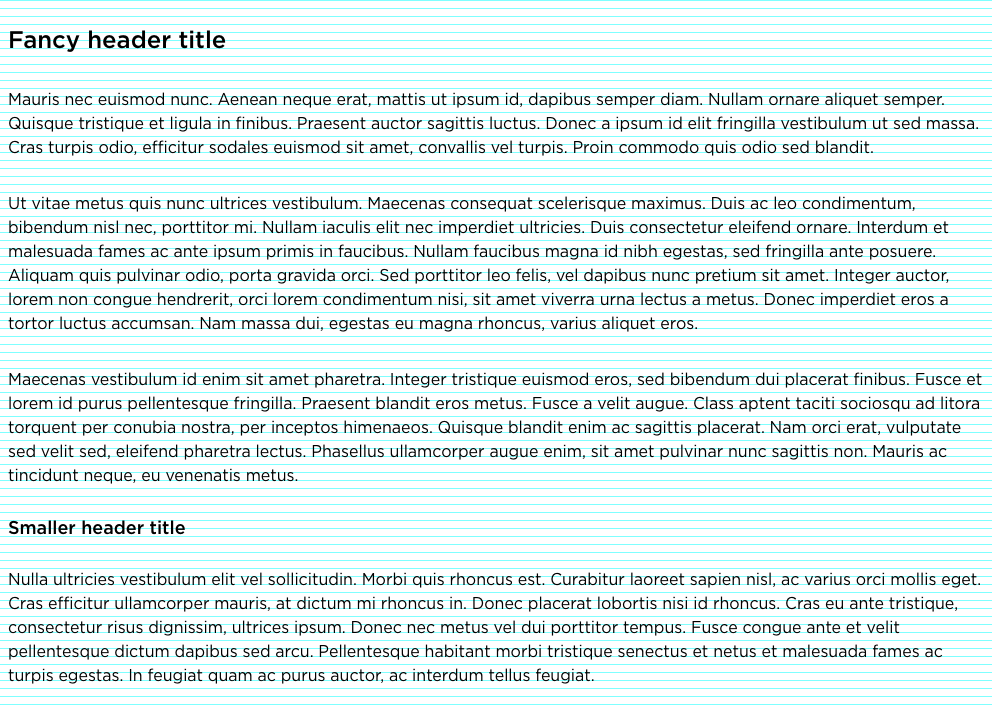 Fancy header title
Mauris nec euismod nunc. Aenean neque erat, mattis ut ipsum id, dapibus semper diam. Nullam ornare aliquet semper.
Quisque tristique et ligula in finibus. Praesent auctor sagittis luctus. Donec a ipsum id elit fringilla vestibulum ut sed massa.
Cras turpis odio, efficitur sodales euismod sit amet, convallis vel turpis. Proin commodo quis odio sed blandit.
Ut vitae metus quis nunc ultrices vestibulum. Maecenas consequat scelerisque maximus. Duis ac leo condimentum,
bibendum nisl nec, porttitor mi. Nullam iaculis elit nec imperdiet ultricies. Duis consectetur eleifend ornare. Interdum et
malesuada fames ac ante ipsum primis in faucibus. Nullam faucibus magna id nibh egestas, sed fringilla ante posuere.
Aliquam quis pulvinar odio, porta gravida orci. Sed porttitor leo felis, vel dapibus nunc pretium sit amet. Integer auctor,
lorem non congue hendrerit, orci lorem condimentum nisi, sit amet viverra urna lectus a metus. Donec imperdiet eros a
tortor luctus accumsan. Nam massa dui, egestas eu magna rhoncus, varius aliquet eros.
Maecenas vestibulum id enim sit amet pharetra. Integer tristique euismod eros, sed bibendum dui placerat finibus. Fusce et
lorem id purus pellentesque fringilla. Praesent blandit eros metus. Fusce a velit augue. Class aptent taciti sociosqu ad litora
torquent per conubia nostra, per inceptos himenaeos. Quisque blandit enim ac sagittis placerat. Nam orci erat, vulputate
sed velit sed, eleifend pharetra lectus. Phasellus ullamcorper augue enim, sit amet pulvinar nunc sagittis non. Mauris ac
tincidunt neque, eu venenatis metus.
Smaller header title
Nulla ultricies vestibulum elit vel sollicitudin. Morbi quis rhoncus est. Curabitur laoreet sapien nisl, ac varius orci mollis eget.
Cras efficitur ullamcorper mauris, at dictum mi rhoncus in. Donec placerat lobortis nisi id rhoncus. Cras eu ante tristique,
consectetur risus dignissim, ultrices ipsum. Donec nec metus vel dui porttitor tempus. Fusce congue ante et velit
pellentesque dictum dapibus sed arcu. Pellentesque habitant morbi tristique senectus et netus et malesuada fames ac
turpis egestas. In feugiat quam ac purus auctor, ac interdum tellus feugiat.